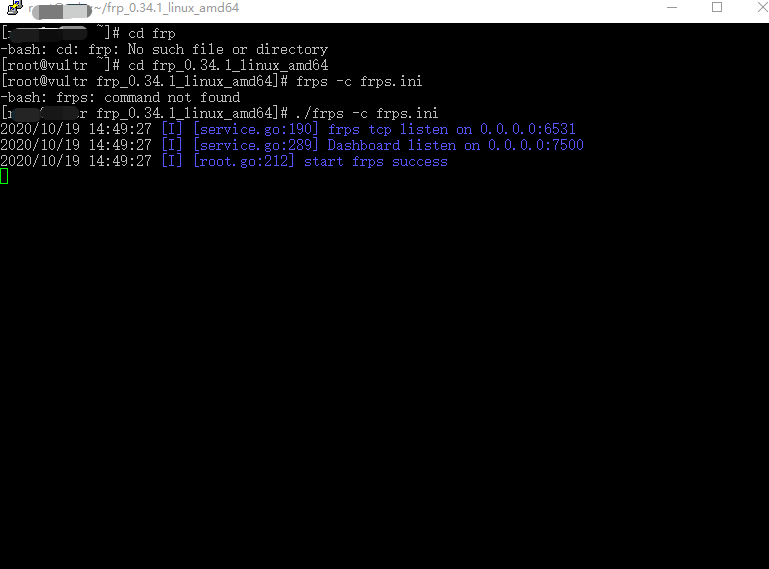 ~/frp_0.34.1_linux_amd64
[ ~]# cd frp
-bash: cd: frp: No such file or directory
[root@vultr ~]# cd frp_0.34.1_linux_amd64
[root@vultr frp_0.34.1_linux_amd64]# frps -c frps.ini
-bash: frps: command not found
[ frp_0.34.1_linux_amd64]# ./frps -c frps.ini
2020/10/19 14:49:27 [I] [service.go:190] frps tcp listen on 0.0.0.0:6531
2020/10/19 14:49:27 [I] [service.go:289] Dashboard listen on 0.0.0.0:7500
2020/10/19 14:49:27 [I] [root.go:212] start frps success